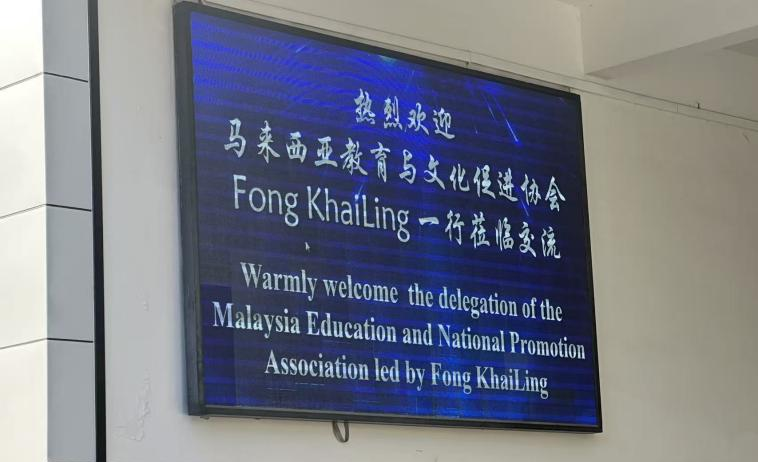 热烈欢迎
马来西亚教育与文化促进协会
Fong KhaiLing 一行莅临交流
Warmly welcome the delegation of the
Malaysia Education and National Promotion
Association led by Fong KhaiLing